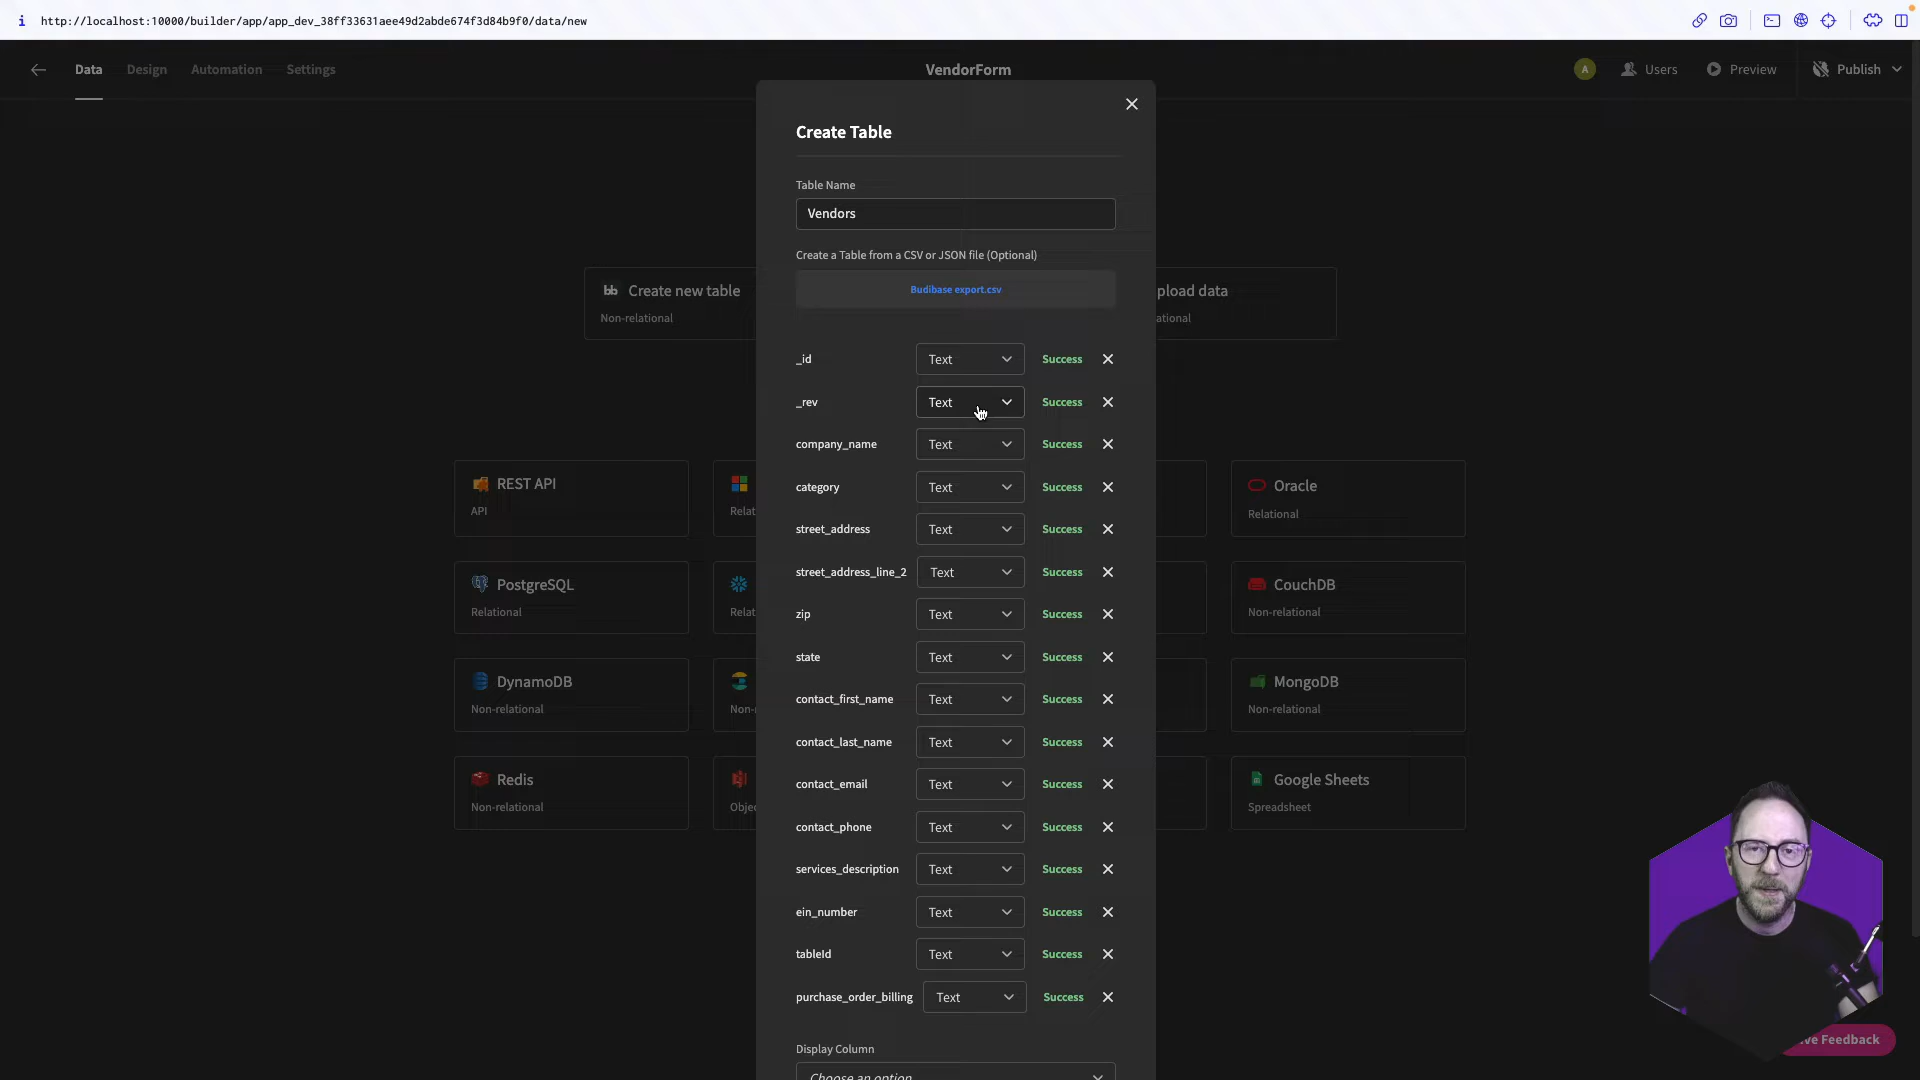 http://localhost:10000/builder/app/app_dev_38ff33631aee49d2abde674f3d84b9f0/data/new
Data
Design
Automation
Settings
VendorForm
A
Users
Preview
Publish
Create Table
Table Name
Vendors
Create a Table from a CSV or JSON file (Optional)
Budibase export.csv
bb
Create new table
Non-relational
pload data
ational
_id Text Success
_rev Text Success
company_name Text Success
category Text Success
street_address Text Success
street_address_line_2 Text Success
zip Text Success
state Text Success
contact_first_name Text Success
contact_last_name Text Success
contact_email Text Success
contact_phone Text Success
services_description Text Success
ein_number Text Success
tableId Text Success
purchase_order_billing Text Success
Display Column
Choose an option
REST API
API
Relat
Oracle
Relational
PostgreSQL
Relational
Relat
CouchDB
Non-relational
DynamoDB
Non-relational
Non-
MongoDB
Non-relational
Redis
Non-relational
Objec
Google Sheets
Spreadsheet
ve Feedback